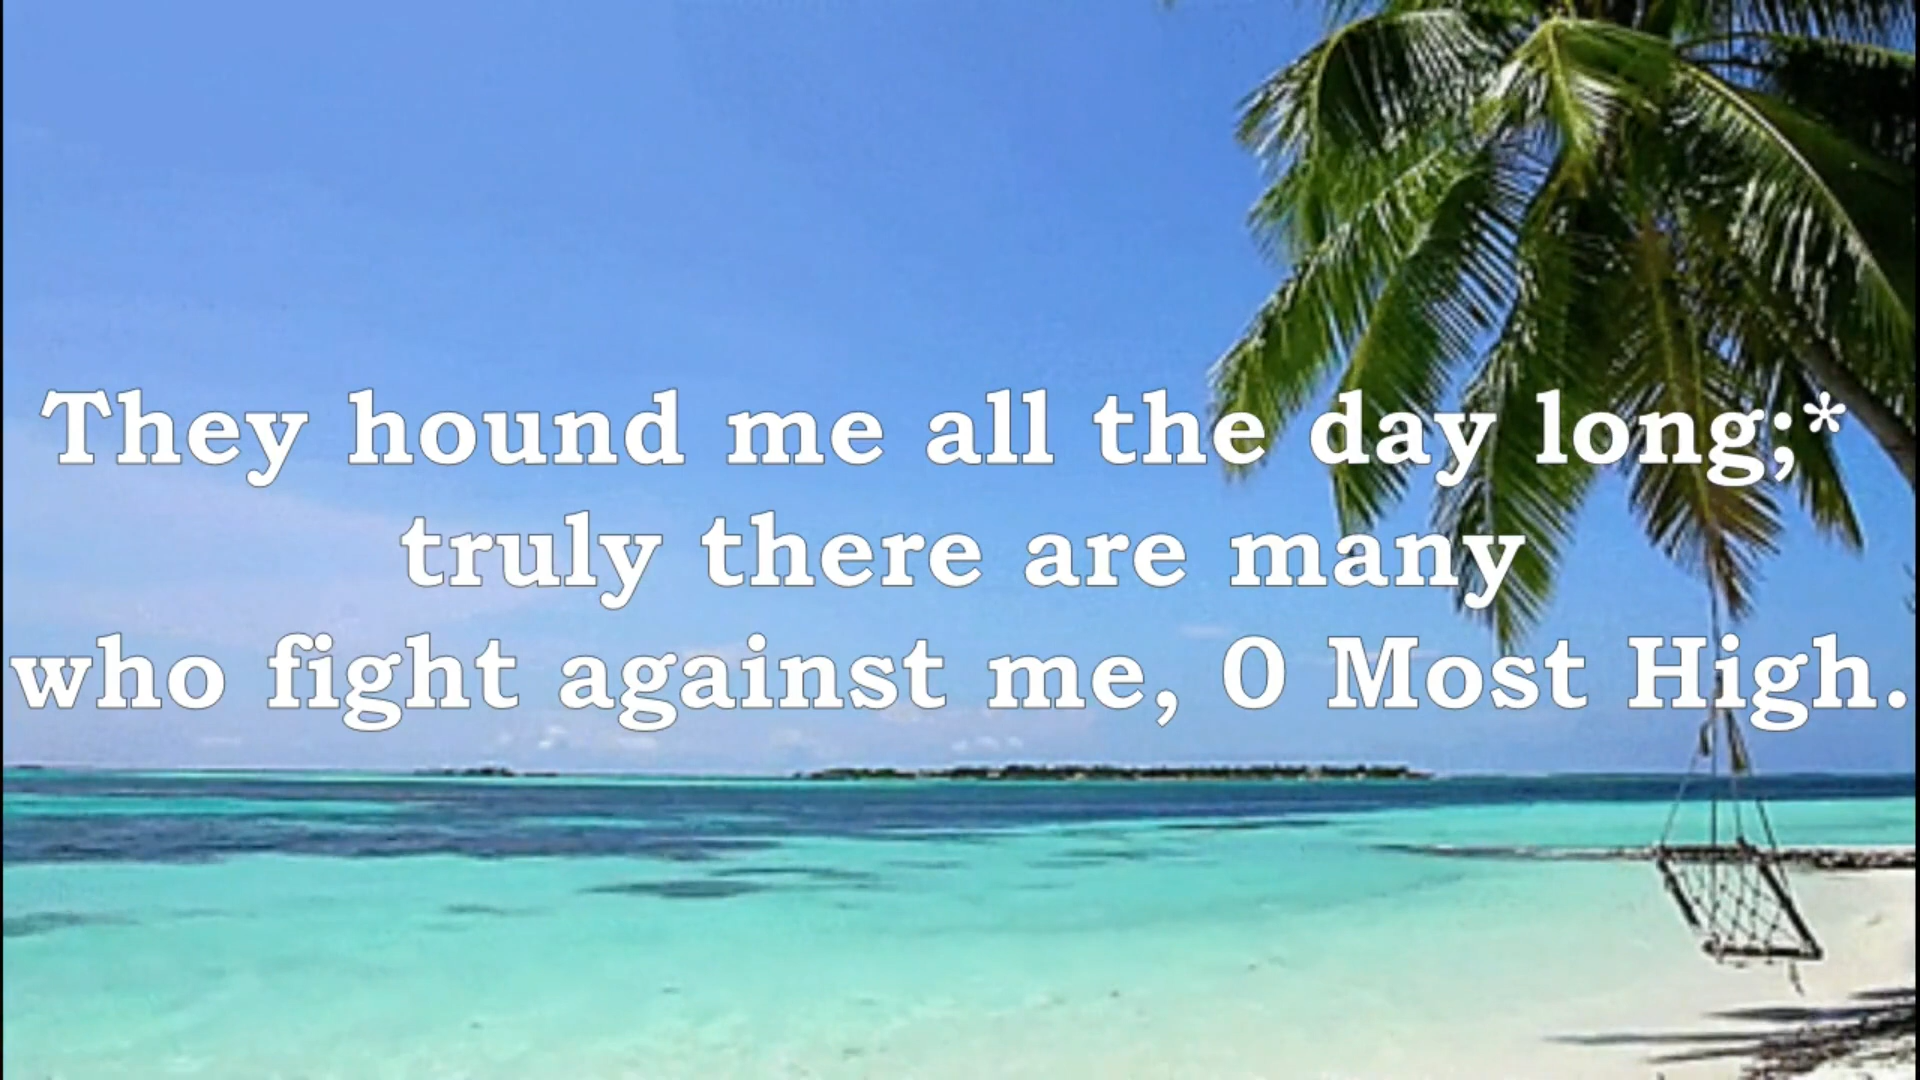 They hound me all the day long;*
truly there are many
who fight against me, O Most High.